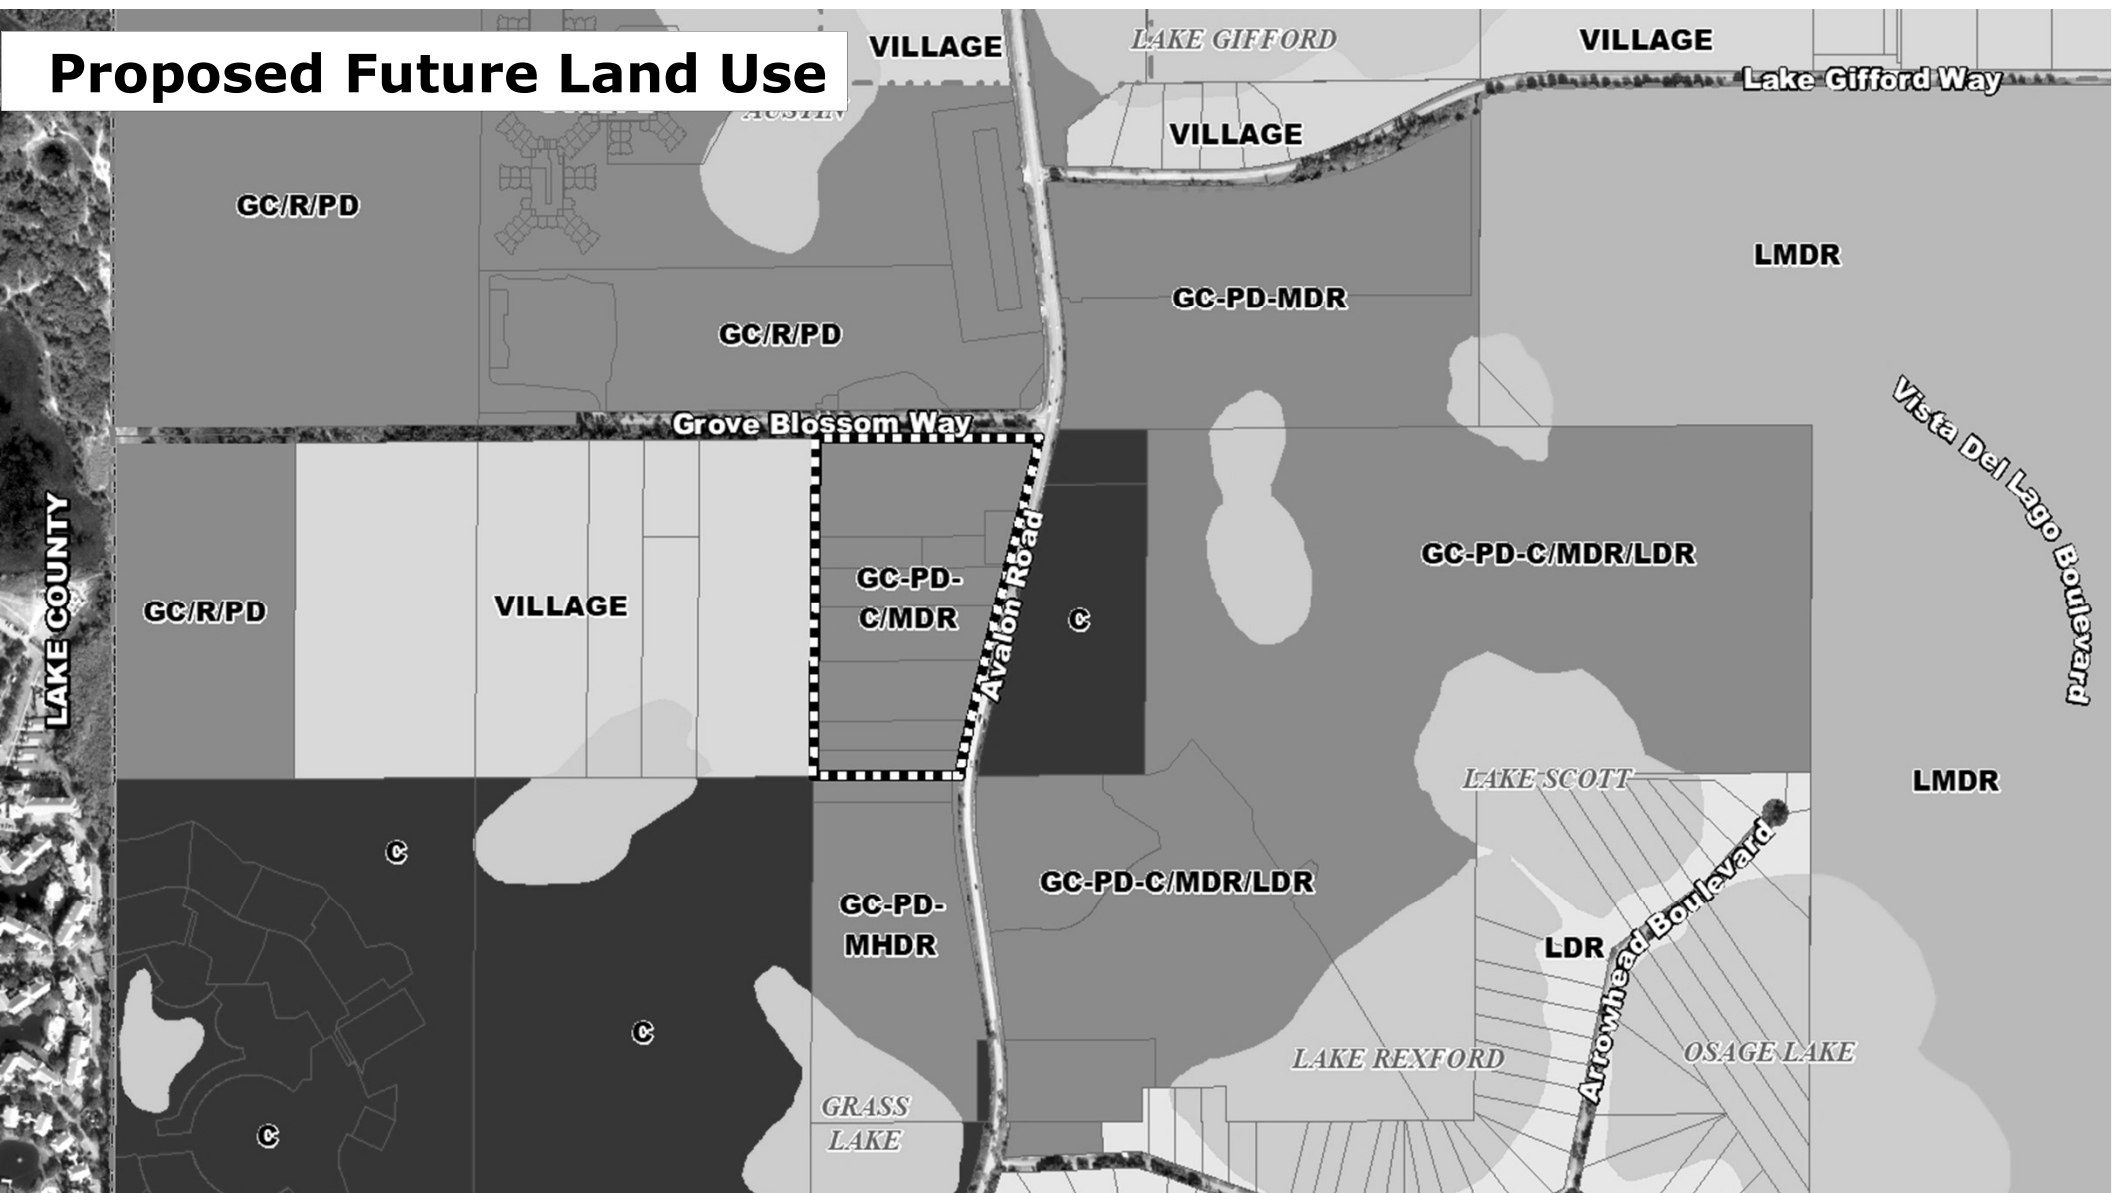 Proposed Future Land Use
VILLAGE
LAKE GIFFORD
VILLAGE
Lake Gifford Way
AUSTIN
VILLAGE
GC/R/PD
LMDR
GC-PD-MDR
GC/R/PD
Vista Del Lago Boulevard
Grove Blossom Way
LAKE COUNTY
GC/R/PD
VILLAGE
GC-PD-
C/MDR
Avalon Road
C
GC-PD-C/MDR/LDR
LAKE SCOTT
LMDR
C
GC-PD-
MHDR
GC-PD-C/MDR/LDR
LDR
Arrowhead Boulevard
C
LAKE REXFORD
OSAGE LAKE
GRASS
LAKE
C